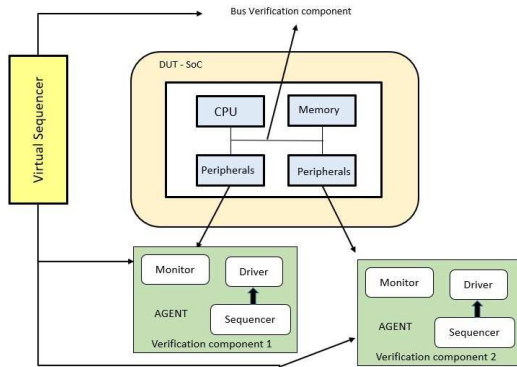 Bus Verification component
Virtual Sequencer
DUT - SoC
CPU
Memory
Peripherals
Peripherals
Monitor
Driver
AGENT
Sequencer
Verification component 1
Monitor
Driver
AGENT
Sequencer
Verification component 2